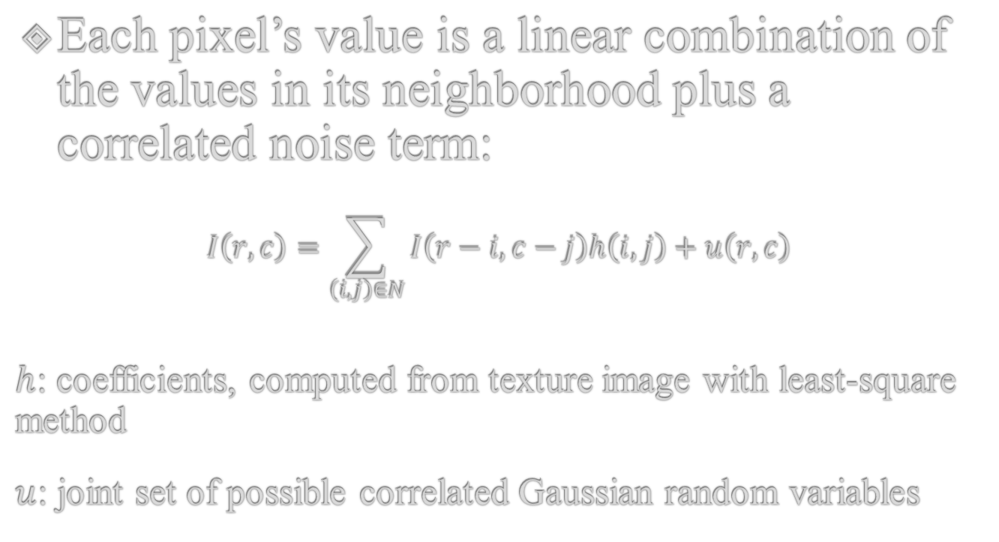 ❖Each pixel’s value is a linear combination of
the values in its neighborhood plus a
correlated noise term:
I(r, c) = ∑ I(r − i, c − j)h(i, j) + u(r, c)
(i,j)∈N
h: coefficients, computed from texture image with least-square
method
u: joint set of possible correlated Gaussian random variables